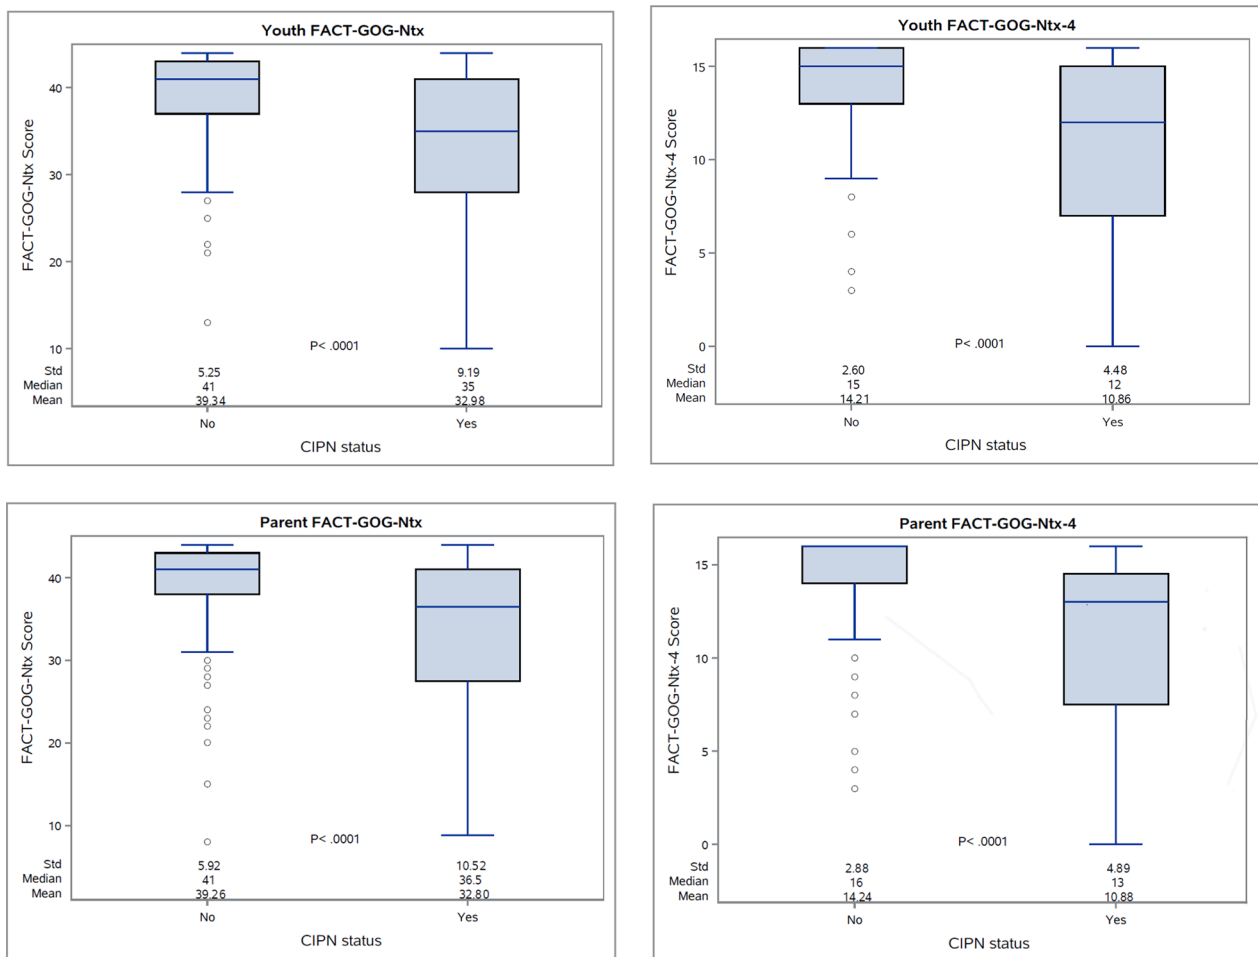 Youth FACT-GOG-Ntx
FACT-GOG-Ntx Score
40
30
20
10
P< .0001
Std 5.25 9.19
Median 41 35
Mean 39.34 32.98
No Yes
CIPN status
Youth FACT-GOG-Ntx-4
FACT-GOG-Ntx-4 Score
15
10
5
0
P< .0001
Std 2.60 4.48
Median 15 12
Mean 14.21 10.86
No Yes
CIPN status
Parent FACT-GOG-Ntx
FACT-GOG-Ntx Score
40
30
20
10
P< .0001
Std 5.92 10.52
Median 41 36.5
Mean 39.26 32.80
No Yes
CIPN status
Parent FACT-GOG-Ntx-4
FACT-GOG-Ntx-4 Score
15
10
5
0
P< .0001
Std 2.88 4.89
Median 16 13
Mean 14.24 10.88
No Yes
CIPN status